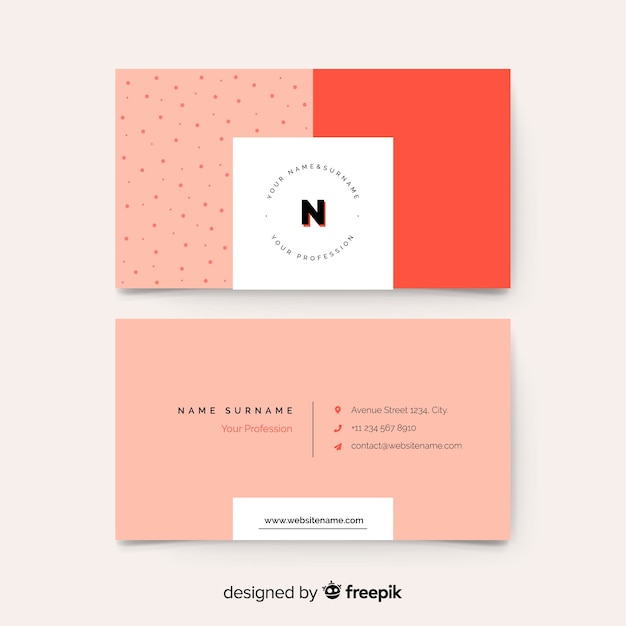 YOUR NAME&SURNAME
N
YOUR PROFESSION
NAME SURNAME
Your Profession
Avenue Street 1234, City.
+11 234 567 8910
contact@websitename.com
www.websitename.com
designed by freepik